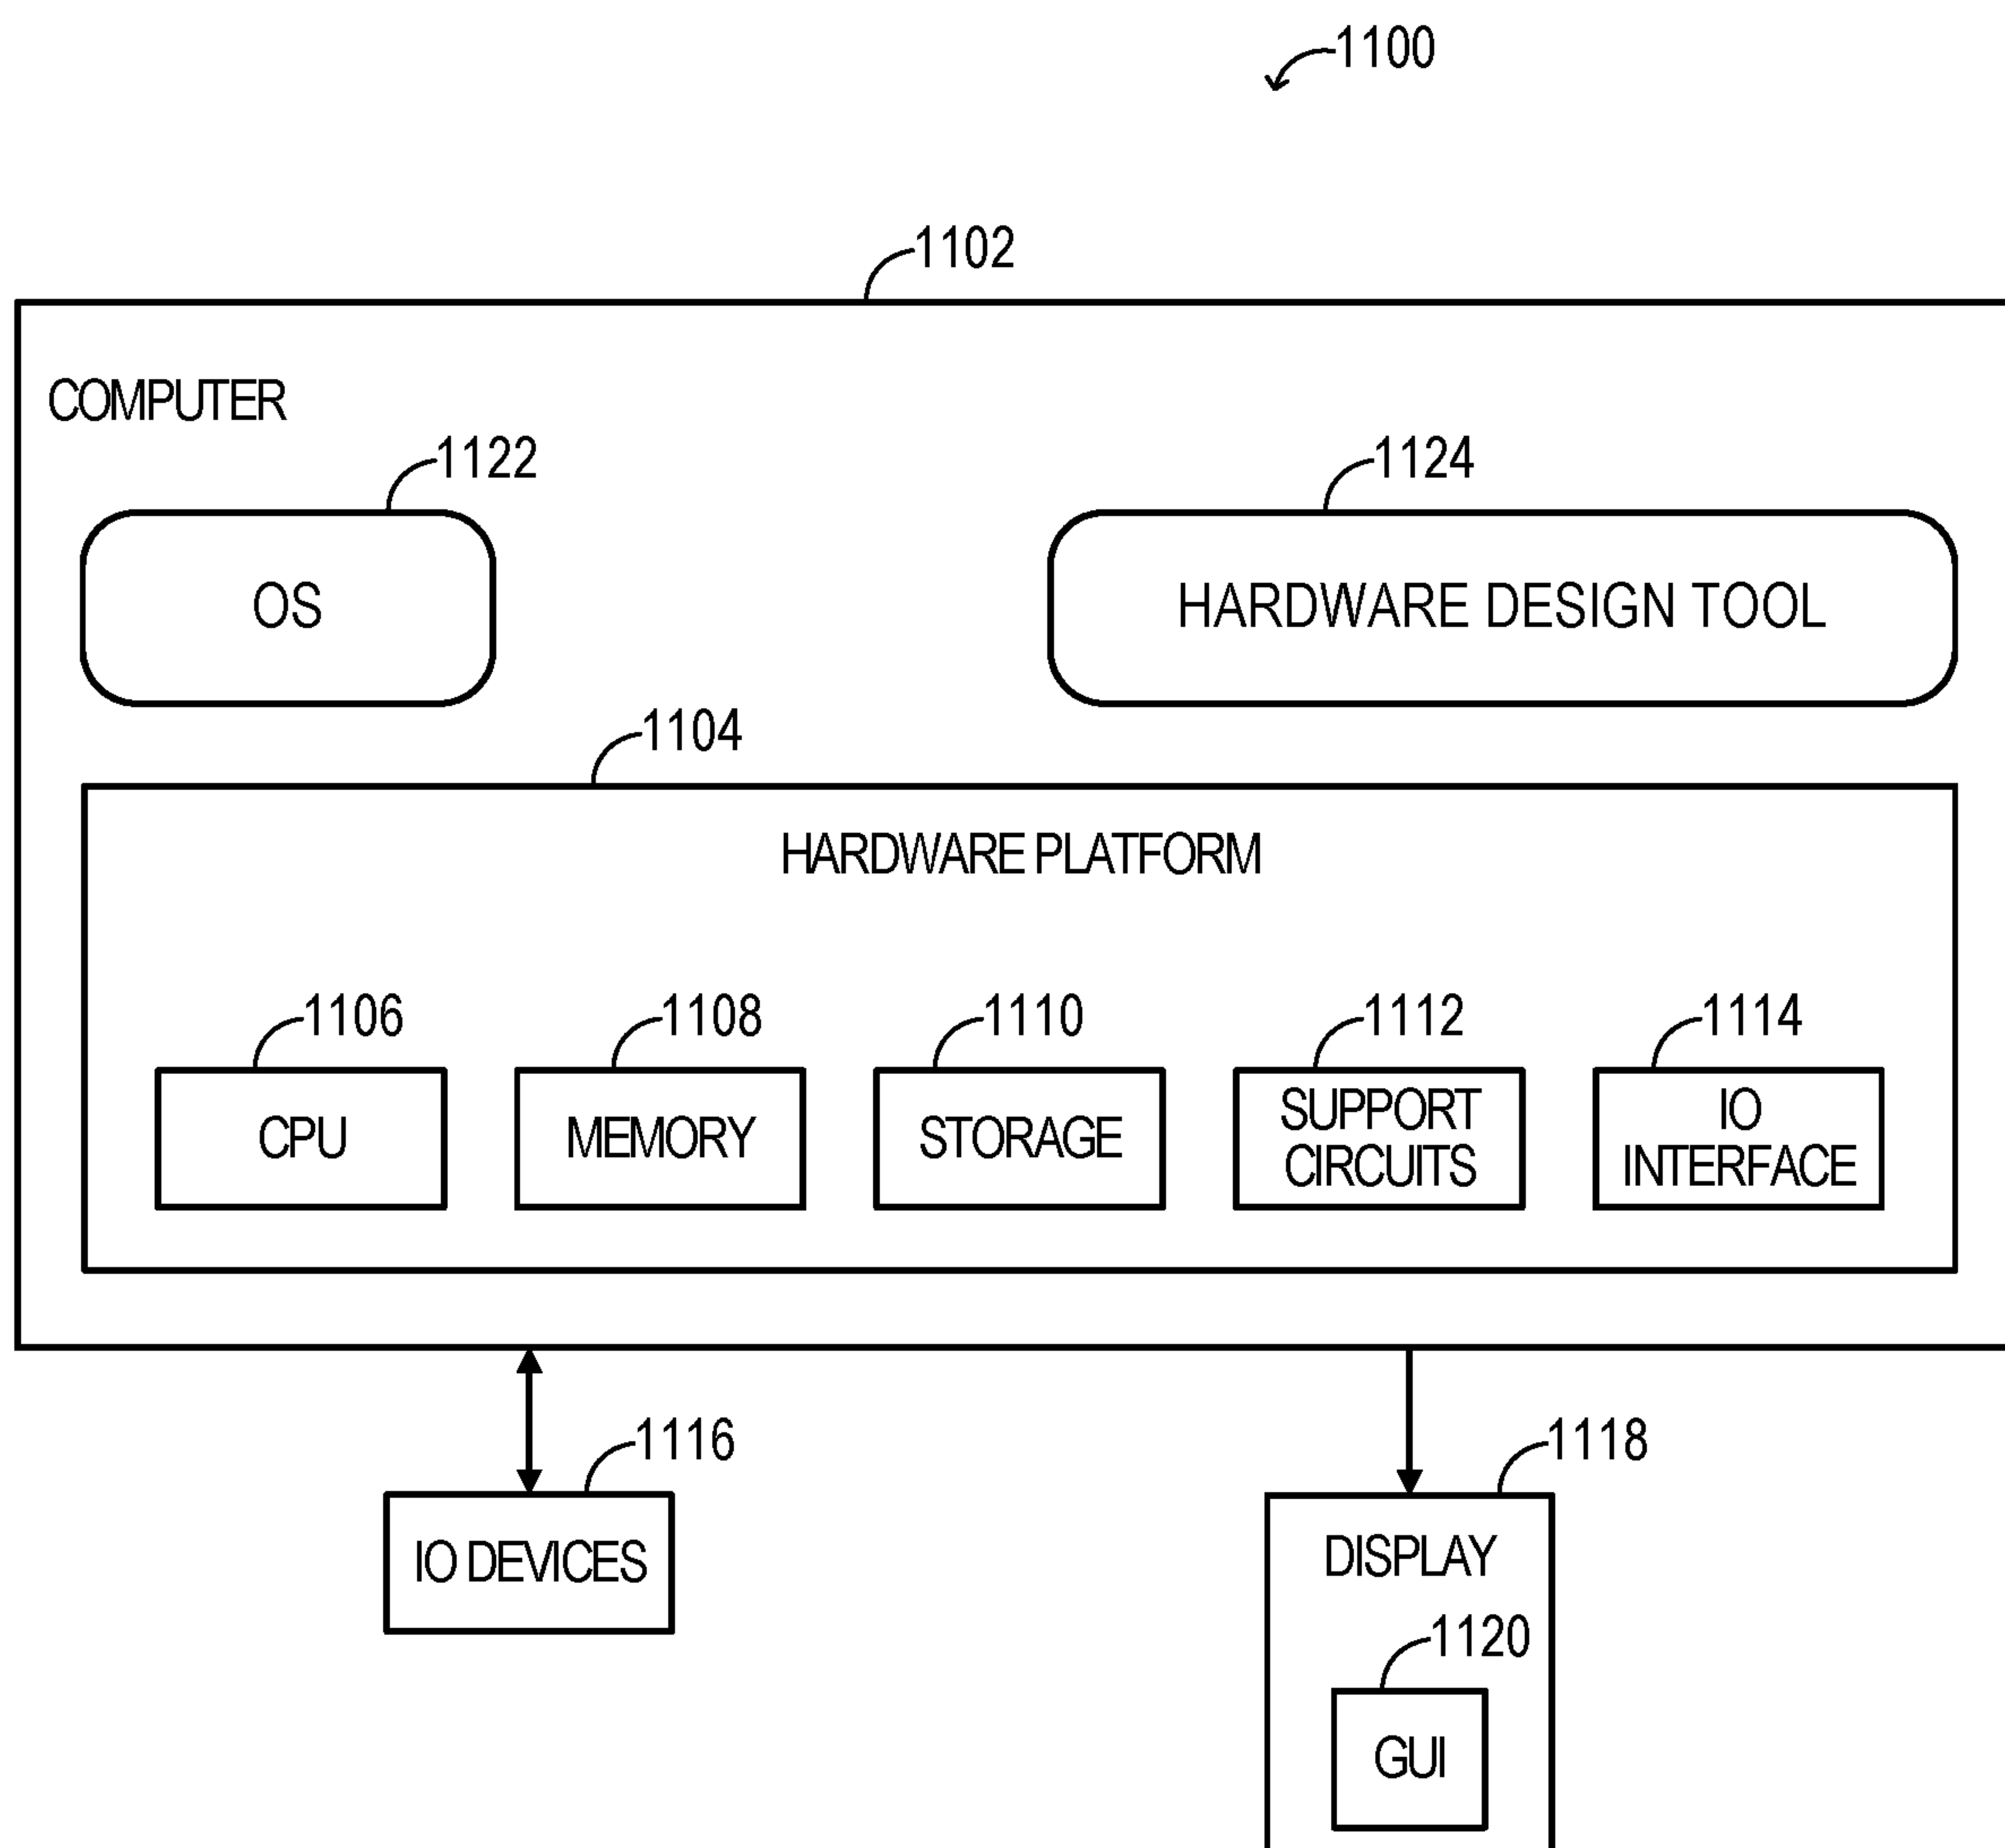 1100
1102
COMPUTER
1122
1124
OS
HARDWARE DESIGN TOOL
1104
HARDWARE PLATFORM
1106
1108
1110
1112
1114
CPU
MEMORY
STORAGE
SUPPORT
CIRCUITS
IO
INTERFACE
1116
1118
IO DEVICES
DISPLAY
1120
GUI